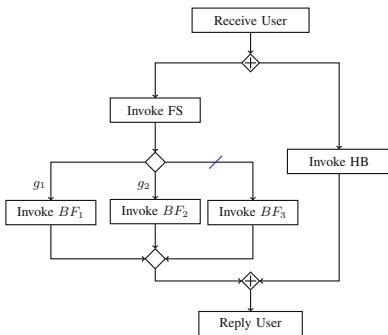 Receive User
Invoke FS
Invoke HB
g1
g2
Invoke BF1
Invoke BF2
Invoke BF3
Reply User